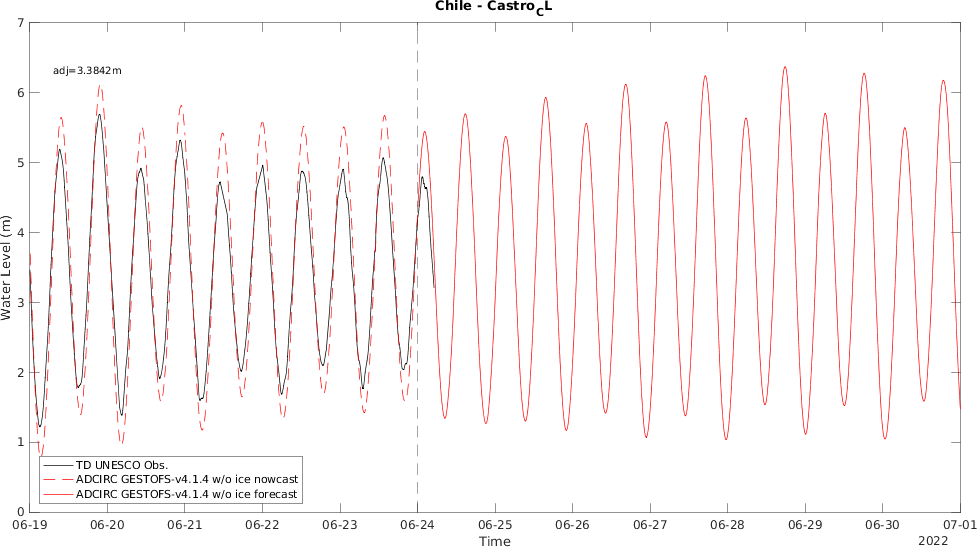 Chile - Castro_CL
7
adj=3.3842m
6
5
4
Water Level (m)
3
2
1
TD UNESCO Obs.
ADCIRC GESTOFS-v4.1.4 w/o ice nowcast
ADCIRC GESTOFS-v4.1.4 w/o ice forecast
0
06-19 06-20 06-21 06-22 06-23 06-24 06-25 06-26 06-27 06-28 06-29 06-30 07-01
Time
2022